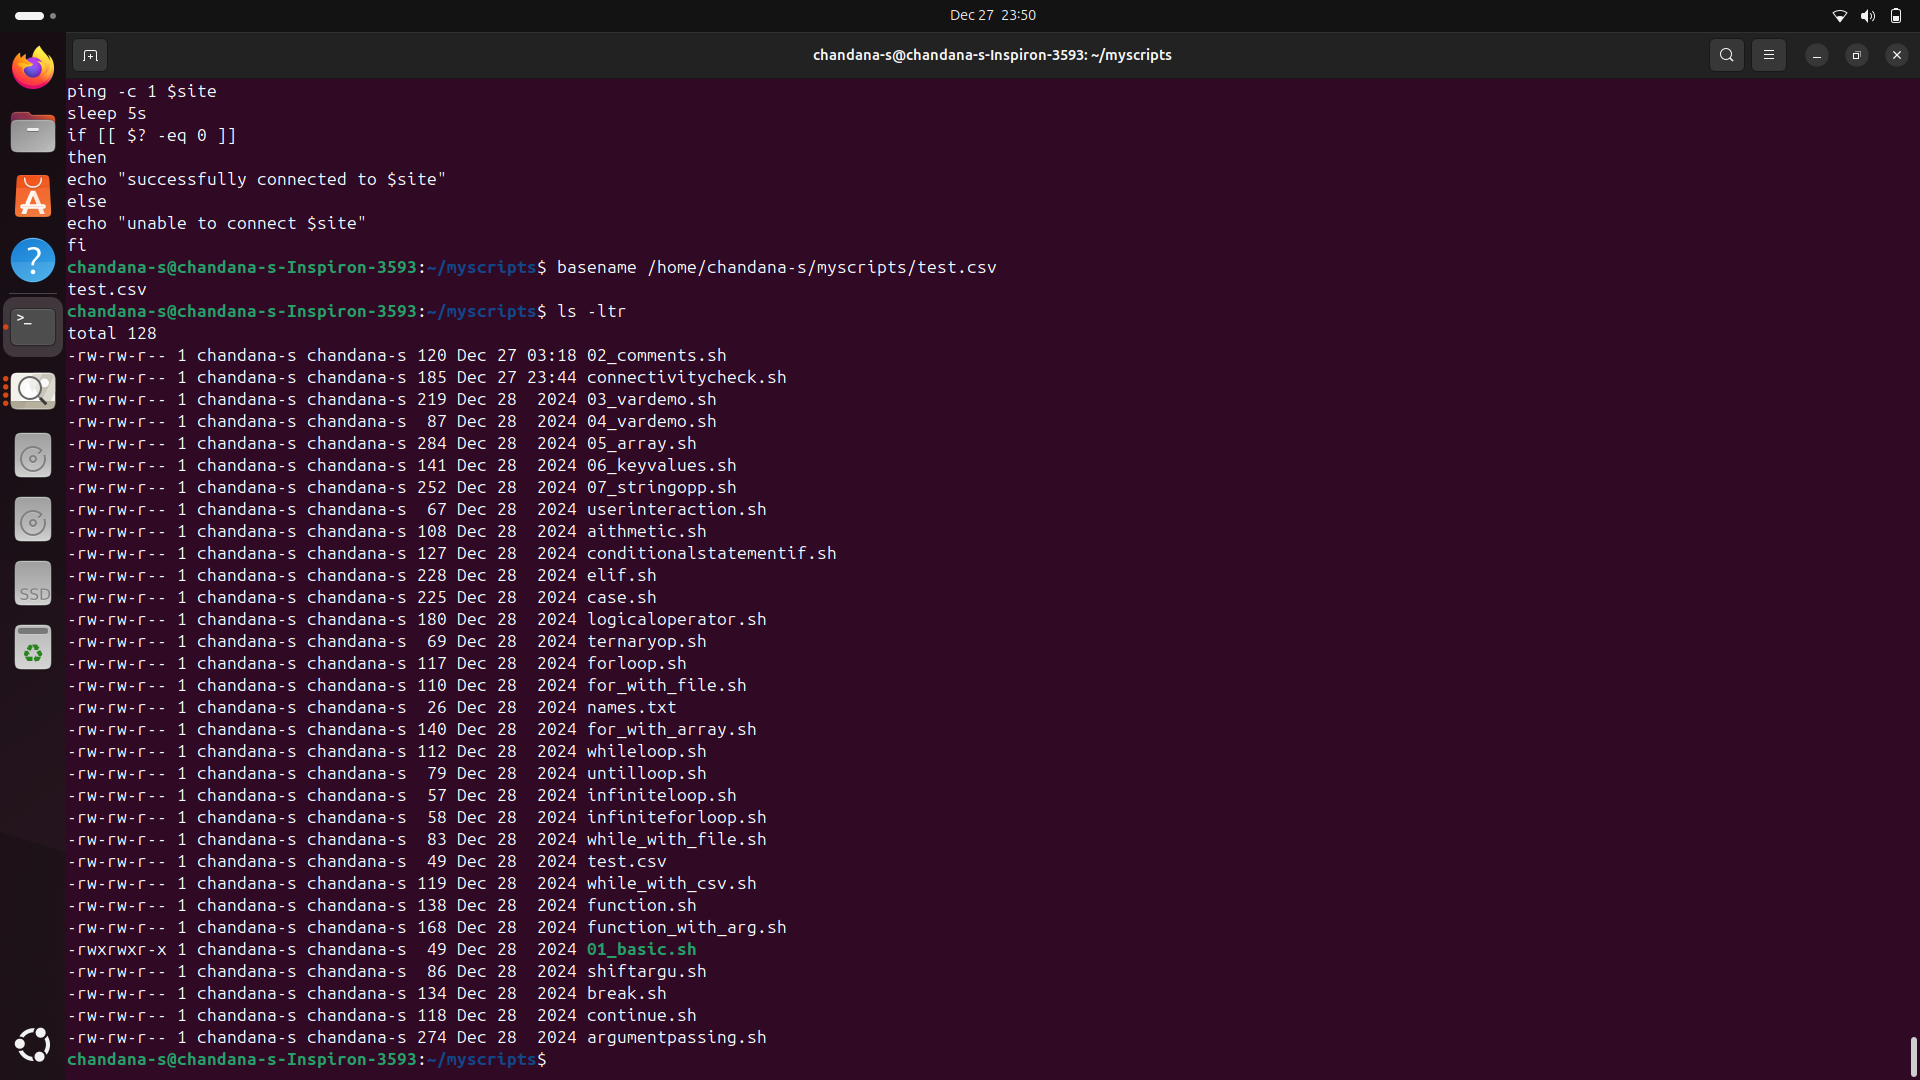 Dec 27 23:50
chandana-s@chandana-s-Inspiron-3593: ~/myscripts
ping -c 1 $site
sleep 5s
if [[ $? -eq 0 ]]
then
echo "successfully connected to $site"
else
echo "unable to connect $site"
fi
chandana-s@chandana-s-Inspiron-3593:~/myscripts$ basename /home/chandana-s/myscripts/test.csv
test.csv
chandana-s@chandana-s-Inspiron-3593:~/myscripts$ ls -ltr
total 128
-rw-rw-r-- 1 chandana-s chandana-s 120 Dec 27 03:18 02_comments.sh
-rw-rw-r-- 1 chandana-s chandana-s 185 Dec 27 23:44 connectivitycheck.sh
-rw-rw-r-- 1 chandana-s chandana-s 219 Dec 28  2024 03_vardemo.sh
-rw-rw-r-- 1 chandana-s chandana-s  87 Dec 28  2024 04_vardemo.sh
-rw-rw-r-- 1 chandana-s chandana-s 284 Dec 28  2024 05_array.sh
-rw-rw-r-- 1 chandana-s chandana-s 141 Dec 28  2024 06_keyvalues.sh
-rw-rw-r-- 1 chandana-s chandana-s 252 Dec 28  2024 07_stringopp.sh
-rw-rw-r-- 1 chandana-s chandana-s  67 Dec 28  2024 userinteraction.sh
-rw-rw-r-- 1 chandana-s chandana-s 108 Dec 28  2024 aithmetic.sh
-rw-rw-r-- 1 chandana-s chandana-s 127 Dec 28  2024 conditionalstatementif.sh
-rw-rw-r-- 1 chandana-s chandana-s 228 Dec 28  2024 elif.sh
-rw-rw-r-- 1 chandana-s chandana-s 225 Dec 28  2024 case.sh
-rw-rw-r-- 1 chandana-s chandana-s 180 Dec 28  2024 logicaloperator.sh
-rw-rw-r-- 1 chandana-s chandana-s  69 Dec 28  2024 ternaryop.sh
-rw-rw-r-- 1 chandana-s chandana-s 117 Dec 28  2024 forloop.sh
-rw-rw-r-- 1 chandana-s chandana-s 110 Dec 28  2024 for_with_file.sh
-rw-rw-r-- 1 chandana-s chandana-s  26 Dec 28  2024 names.txt
-rw-rw-r-- 1 chandana-s chandana-s 140 Dec 28  2024 for_with_array.sh
-rw-rw-r-- 1 chandana-s chandana-s 112 Dec 28  2024 whileloop.sh
-rw-rw-r-- 1 chandana-s chandana-s  79 Dec 28  2024 untilloop.sh
-rw-rw-r-- 1 chandana-s chandana-s  57 Dec 28  2024 infiniteloop.sh
-rw-rw-r-- 1 chandana-s chandana-s  58 Dec 28  2024 infiniteforloop.sh
-rw-rw-r-- 1 chandana-s chandana-s  83 Dec 28  2024 while_with_file.sh
-rw-rw-r-- 1 chandana-s chandana-s  49 Dec 28  2024 test.csv
-rw-rw-r-- 1 chandana-s chandana-s 119 Dec 28  2024 while_with_csv.sh
-rw-rw-r-- 1 chandana-s chandana-s 138 Dec 28  2024 function.sh
-rw-rw-r-- 1 chandana-s chandana-s 168 Dec 28  2024 function_with_arg.sh
-rwxrwxr-x 1 chandana-s chandana-s  49 Dec 28  2024 01_basic.sh
-rw-rw-r-- 1 chandana-s chandana-s  86 Dec 28  2024 shiftargu.sh
-rw-rw-r-- 1 chandana-s chandana-s 134 Dec 28  2024 break.sh
-rw-rw-r-- 1 chandana-s chandana-s 118 Dec 28  2024 continue.sh
-rw-rw-r-- 1 chandana-s chandana-s 274 Dec 28  2024 argumentpassing.sh
chandana-s@chandana-s-Inspiron-3593:~/myscripts$
SSD